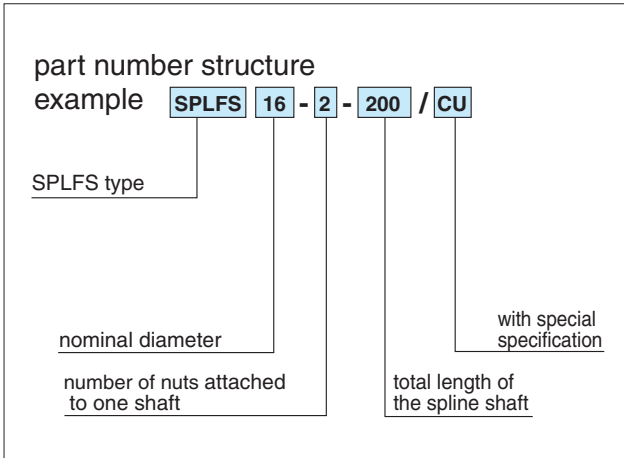 part number structure
example SPLFS 16 - 2 - 200 / CU
SPLFS type
nominal diameter
number of nuts attached
to one shaft
with special
specification
total length of
the spline shaft